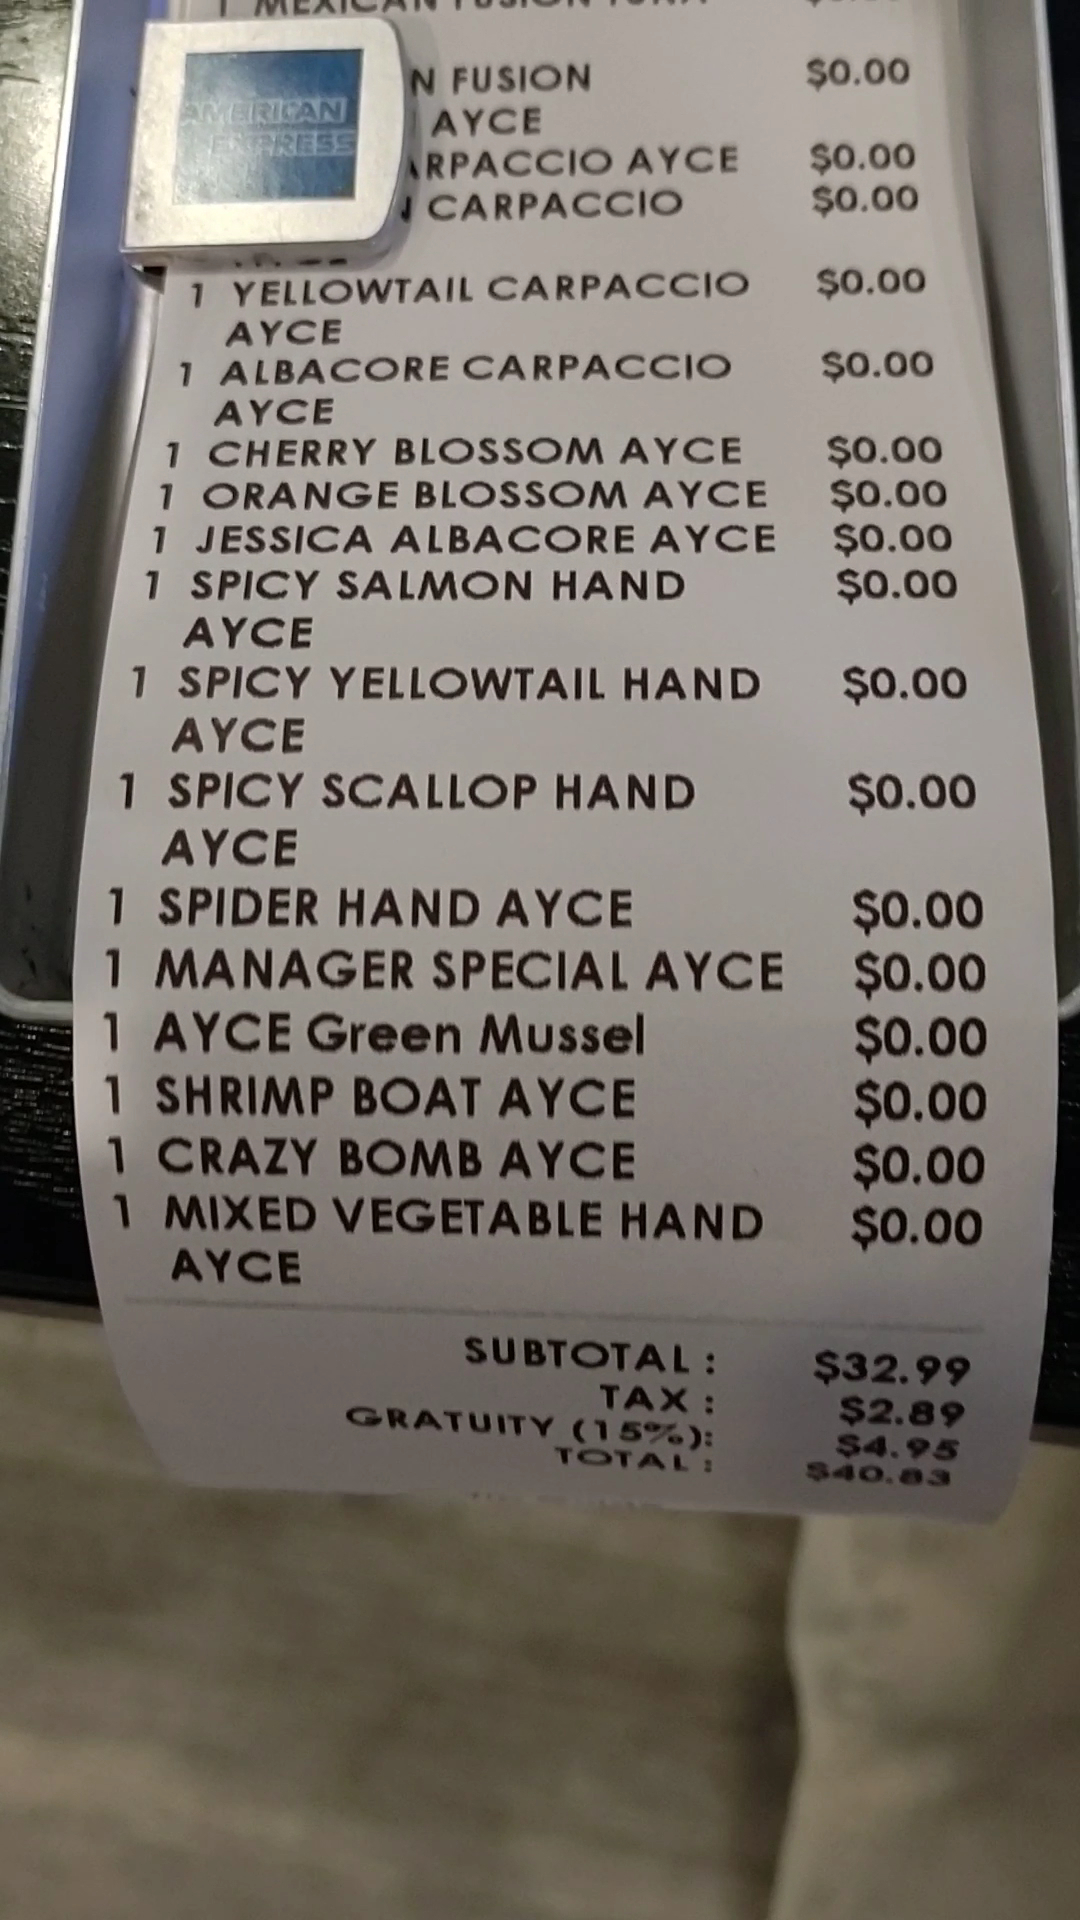 1 MEXICAN FUSION TUNA
AMERICAN
EXPRESS
N FUSION $0.00
AYCE
ARPACCIO AYCE $0.00
CARPACCIO $0.00
1 YELLOWTAIL CARPACCIO $0.00
AYCE
1 ALBACORE CARPACCIO $0.00
AYCE
1 CHERRY BLOSSOM AYCE $0.00
1 ORANGE BLOSSOM AYCE $0.00
1 JESSICA ALBACORE AYCE $0.00
1 SPICY SALMON HAND $0.00
AYCE
1 SPICY YELLOWTAIL HAND $0.00
AYCE
1 SPICY SCALLOP HAND $0.00
AYCE
1 SPIDER HAND AYCE $0.00
1 MANAGER SPECIAL AYCE $0.00
1 AYCE Green Mussel $0.00
1 SHRIMP BOAT AYCE $0.00
1 CRAZY BOMB AYCE $0.00
1 MIXED VEGETABLE HAND $0.00
AYCE
SUBTOTAL : $32.99
TAX : $2.89
GRATUITY (15%): $4.95
TOTAL : $40.83